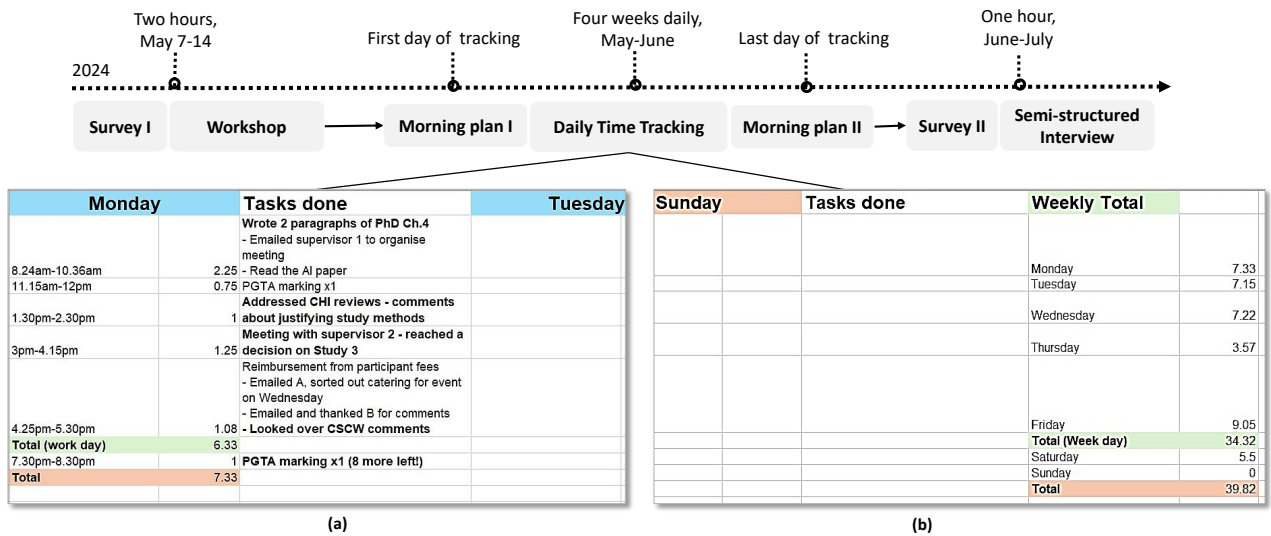 Two hours,
May 7-14
First day of tracking
Four weeks daily,
May-June
Last day of tracking
One hour,
June-July
2024
Survey I
Workshop
Morning plan I
Daily Time Tracking
Morning plan II
Survey II
Semi-structured
Interview
Monday Tasks done Tuesday
Wrote 2 paragraphs of PhD Ch.4
- Emailed supervisor 1 to organise
meeting
8.24am-10.36am 2.25 - Read the AI paper
11.15am-12pm 0.75 PGTA marking x1
Addressed CHI reviews - comments
1.30pm-2.30pm 1 about justifying study methods
Meeting with supervisor 2 - reached a
3pm-4.15pm 1.25 decision on Study 3
Reimbursement from participant fees
- Emailed A, sorted out catering for event
on Wednesday
- Emailed and thanked B for comments
4.25pm-5.30pm 1.08 - Looked over CSCW comments
Total (work day) 6.33
7.30pm-8.30pm 1 PGTA marking x1 (8 more left!)
Total 7.33
(a)
Sunday Tasks done Weekly Total
Monday 7.33
Tuesday 7.15
Wednesday 7.22
Thursday 3.57
Friday 9.05
Total (Week day) 34.32
Saturday 5.5
Sunday 0
Total 39.82
(b)